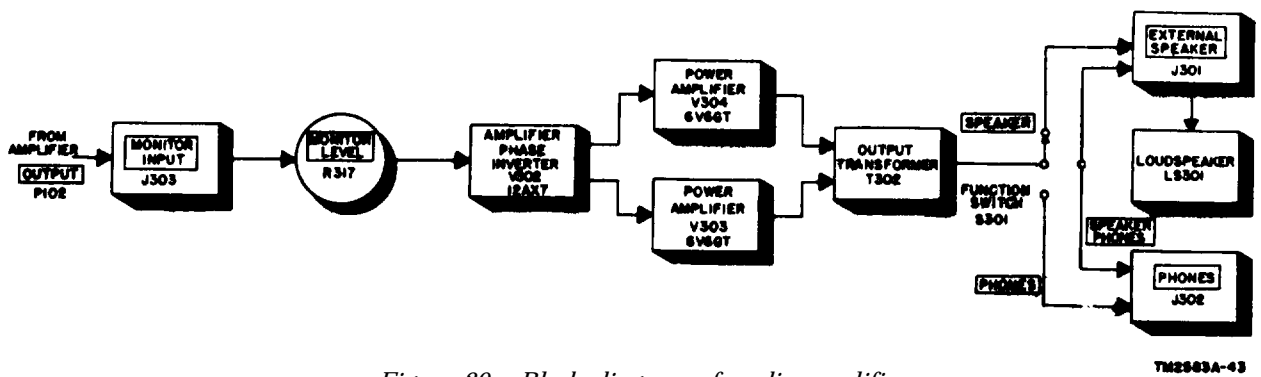 FROM
AMPLIFIER
OUTPUT
P102
MONITOR
INPUT
J303
MONITOR
LEVEL
R317
AMPLIFIER
PHASE
INVERTER
V302
12AX7
POWER
AMPLIFIER
V304
6V6GT
POWER
AMPLIFIER
V303
6V6GT
OUTPUT
TRANSFORMER
T302
SPEAKER
FUNCTION
SWITCH
S301
PHONES
EXTERNAL
SPEAKER
J301
LOUDSPEAKER
LS301
SPEAKER
PHONES
PHONES
J302
TM2583A-43